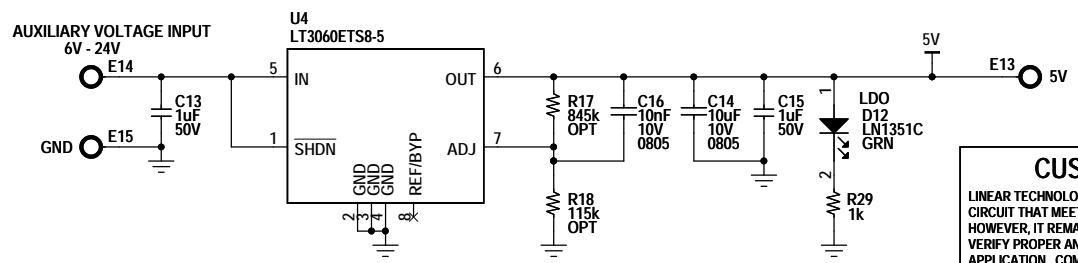 AUXILIARY VOLTAGE INPUT
6V - 24V
E14
C13
1uF
50V
GND
E15
U4
LT3060ETS8-5
5
IN
1
SHDN
OUT
6
ADJ
7
GND
GND
GND
REF/BYP
2
3
4
8
R17
845k
OPT
R18
115k
OPT
C16
10nF
10V
0805
C14
10uF
10V
0805
C15
1uF
50V
1
LDO
D12
LN1351C
GRN
2
R29
1k
5V
E13
5V
CUS
LINEAR TECHNOLO
CIRCUIT THAT MEET
HOWEVER, IT REMA
VERIFY PROPER AN
APPLICATION. COM